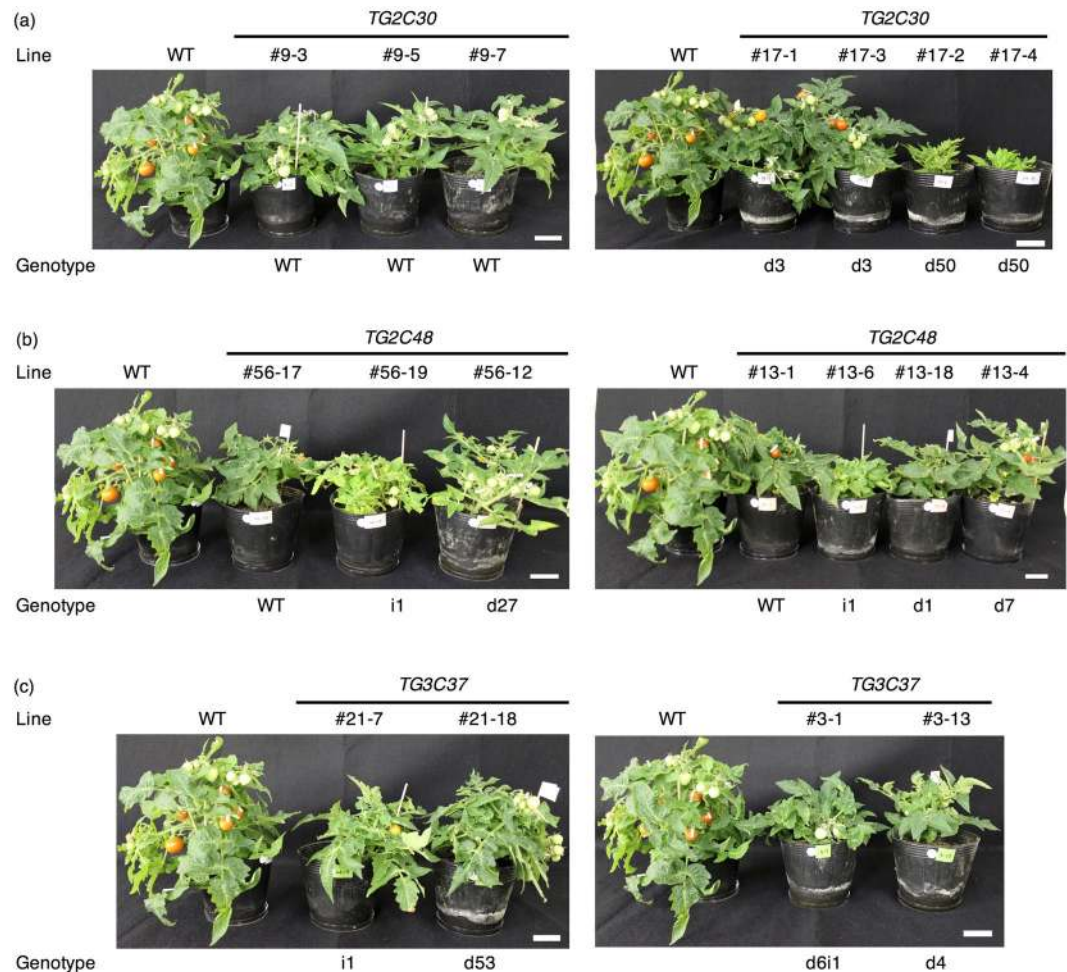 (a)
TG2C30 TG2C30
Line WT #9-3 #9-5 #9-7 WT #17-1 #17-3 #17-2 #17-4
Genotype WT WT WT d3 d3 d50 d50
(b)
TG2C48 TG2C48
Line WT #56-17 #56-19 #56-12 WT #13-1 #13-6 #13-18 #13-4
Genotype WT i1 d27 WT i1 d1 d7
(c)
TG3C37 TG3C37
Line WT #21-7 #21-18 WT #3-1 #3-13
Genotype i1 d53 d6i1 d4